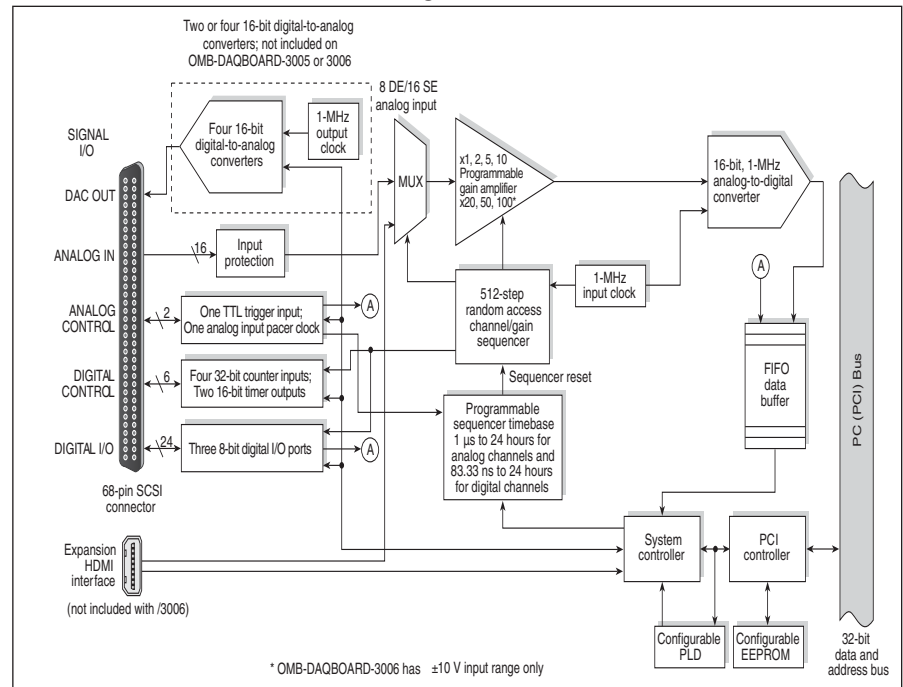 Two or four 16-bit digital-to-analog
converters; not included on
OMB-DAQBOARD-3005 or 3006
8 DE/16 SE
analog input
SIGNAL
I/O
Four 16-bit
digital-to-analog
converters
1-MHz
output
clock
DAC OUT
MUX
x1, 2, 5, 10
Programmable
gain amplifier
x20, 50, 100*
16-bit, 1-MHz
analog-to-digital
converter
ANALOG IN
16
Input
protection
A
ANALOG
CONTROL
2
One TTL trigger input;
One analog input pacer clock
A
512-step
random access
channel/gain
sequencer
1-MHz
input clock
FIFO
data
buffer
PC (PCI) Bus
DIGITAL
CONTROL
6
Four 32-bit counter inputs;
Two 16-bit timer outputs
Sequencer reset
DIGITAL I/O
24
Three 8-bit digital I/O ports
A
Programmable
sequencer timebase
1 µs to 24 hours for
analog channels and
83.33 ns to 24 hours
for digital channels
68-pin SCSI
connector
Expansion
HDMI
interface
(not included with /3006)
System
controller
PCI
controller
Configurable
PLD
Configurable
EEPROM
32-bit
data and
address bus
* OMB-DAQBOARD-3006 has ±10 V input range only